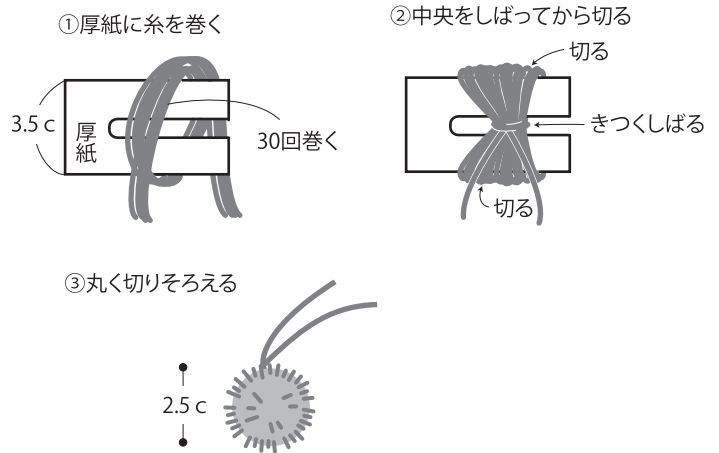 ①厚紙に糸を巻く
3.5 c
厚紙
30回巻く
②中央をしばってから切る
切る
きつくしばる
切る
③丸く切りそろえる
2.5 c